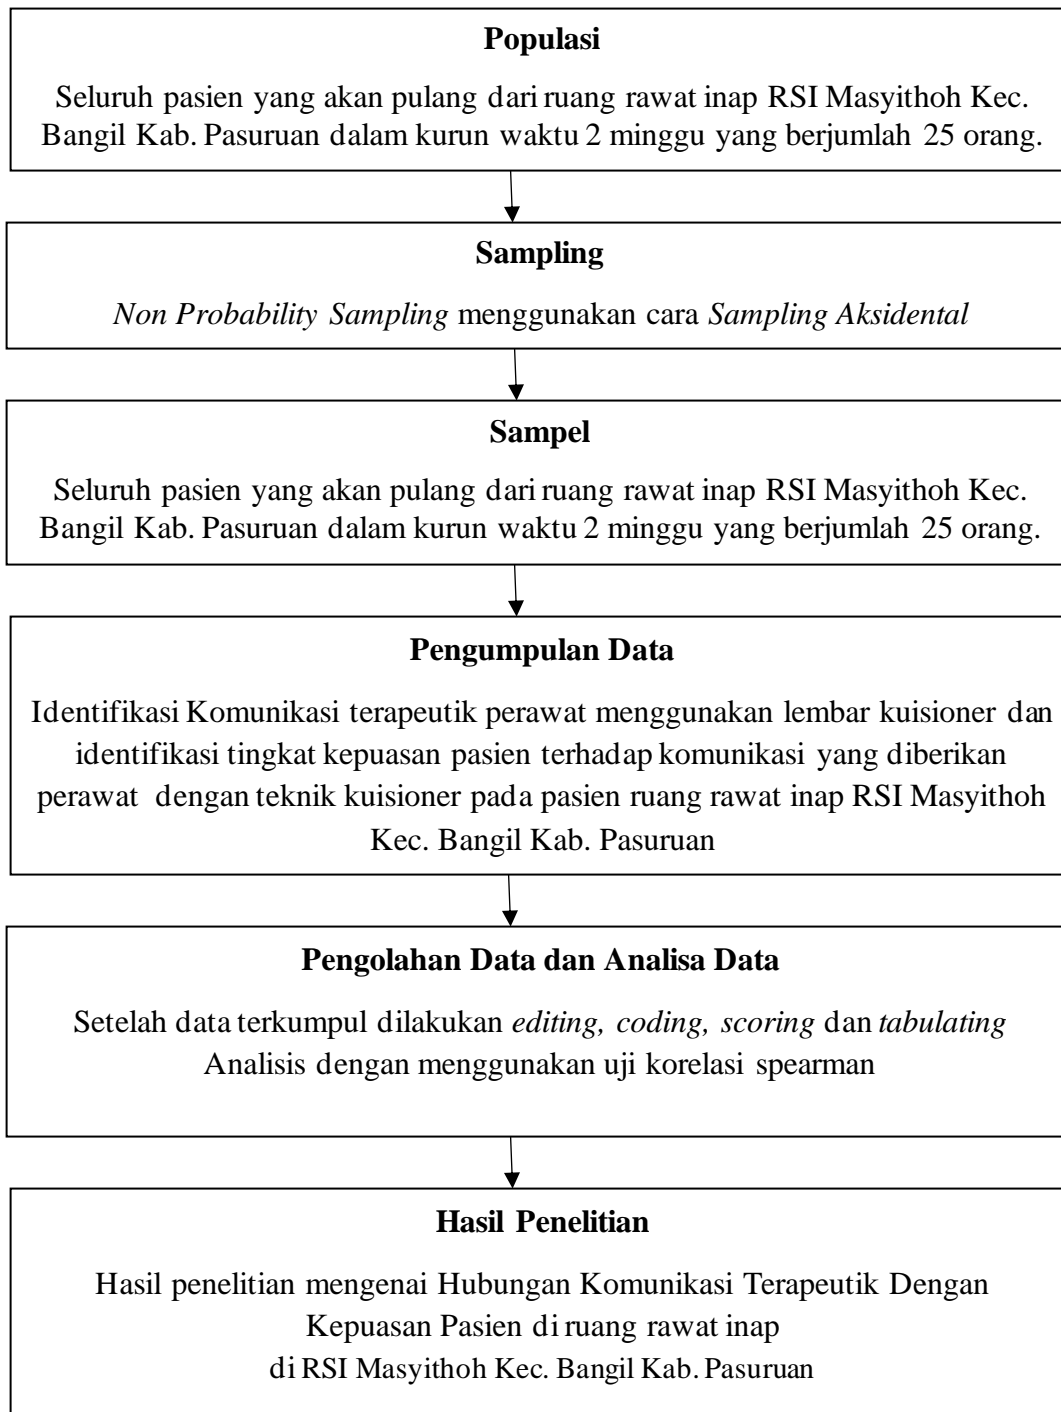 Populasi
Seluruh pasien yang akan pulang dari ruang rawat inap RSI Masyithoh Kec.
Bangil Kab. Pasuruan dalam kurun waktu 2 minggu yang berjumlah 25 orang.
Sampling
Non Probability Sampling menggunakan cara Sampling Aksidental
Sampel
Seluruh pasien yang akan pulang dari ruang rawat inap RSI Masyithoh Kec.
Bangil Kab. Pasuruan dalam kurun waktu 2 minggu yang berjumlah 25 orang.
Pengumpulan Data
Identifikasi Komunikasi terapeutik perawat menggunakan lembar kuisioner dan
identifikasi tingkat kepuasan pasien terhadap komunikasi yang diberikan
perawat dengan teknik kuisioner pada pasien ruang rawat inap RSI Masyithoh
Kec. Bangil Kab. Pasuruan
Pengolahan Data dan Analisa Data
Setelah data terkumpul dilakukan editing, coding, scoring dan tabulating
Analisis dengan menggunakan uji korelasi spearman
Hasil Penelitian
Hasil penelitian mengenai Hubungan Komunikasi Terapeutik Dengan
Kepuasan Pasien di ruang rawat inap
di RSI Masyithoh Kec. Bangil Kab. Pasuruan